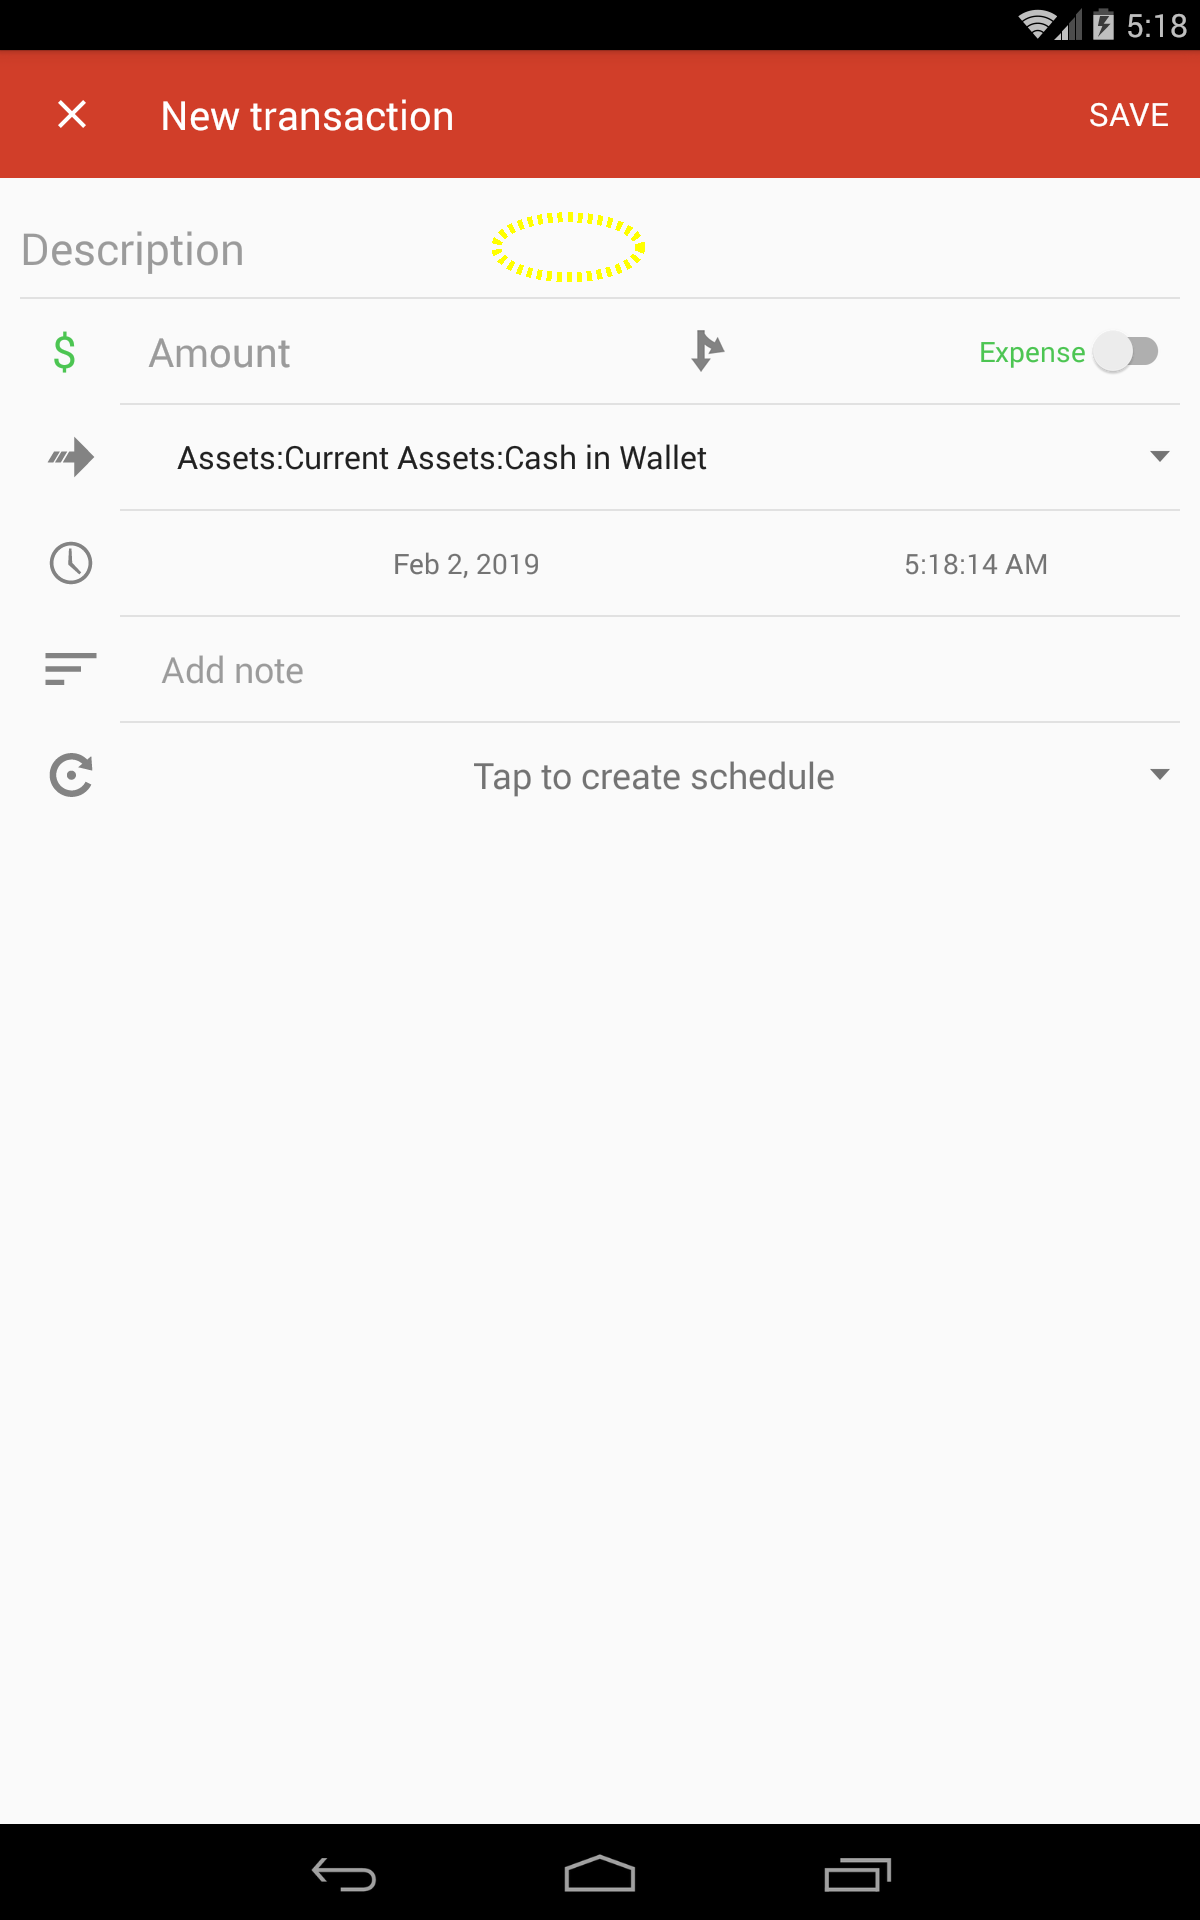 5:18
New transaction SAVE
Description
$ Amount Expense
Assets:Current Assets:Cash in Wallet
Feb 2, 2019 5:18:14 AM
Add note
Tap to create schedule